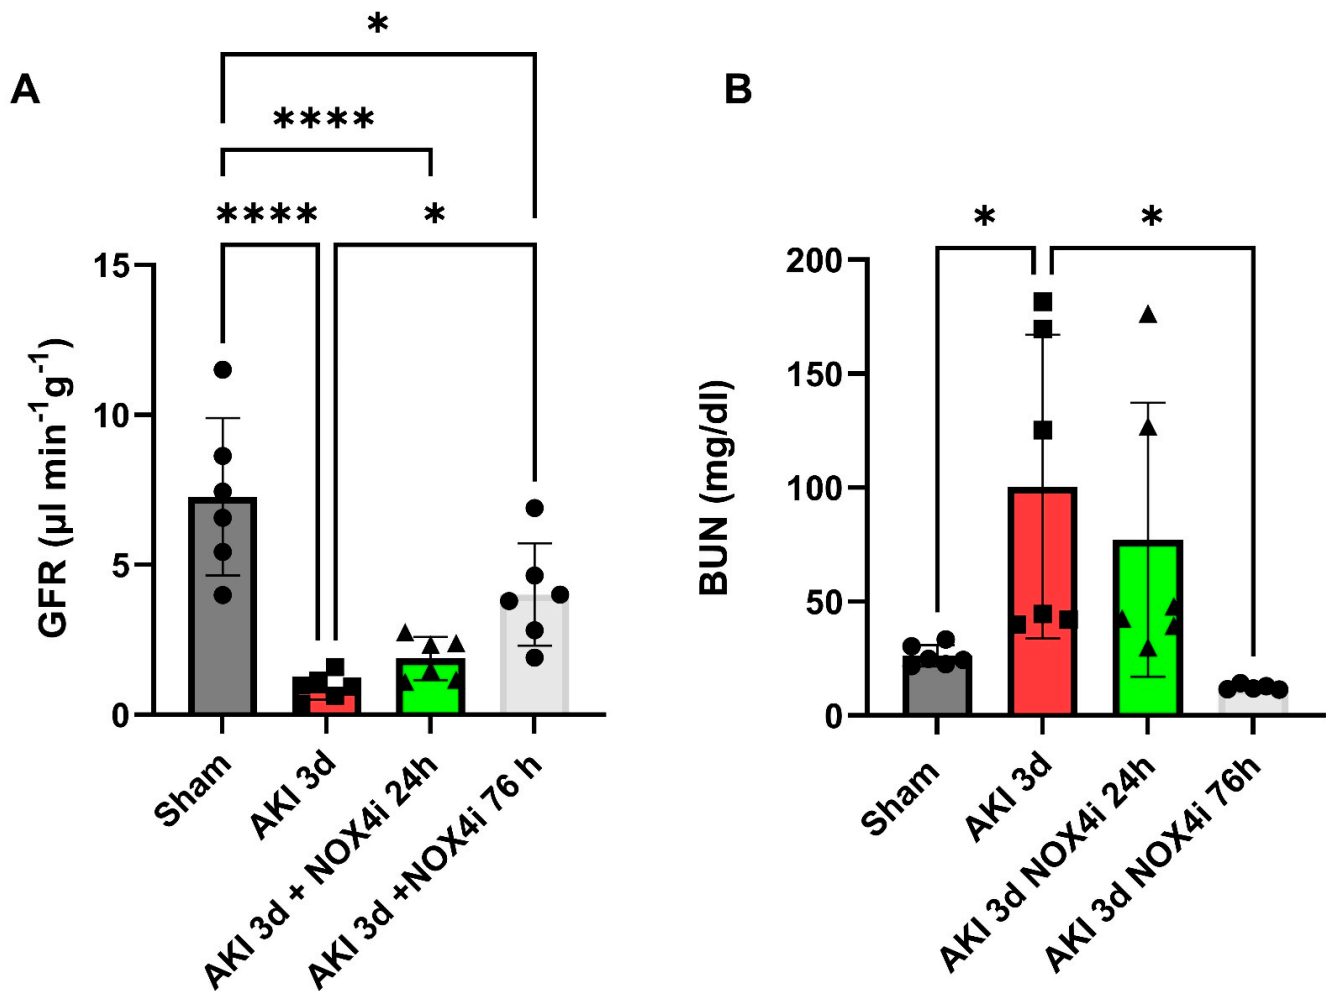 A
*
****
****
*
GFR (µl min⁻¹g⁻¹)
15
10
5
0
Sham
AKI 3d
AKI 3d + NOX4i 24h
AKI 3d +NOX4i 76 h
B
*
*
BUN (mg/dl)
200
150
100
50
0
Sham
AKI 3d
AKI 3d NOX4i 24h
AKI 3d NOX4i 76h